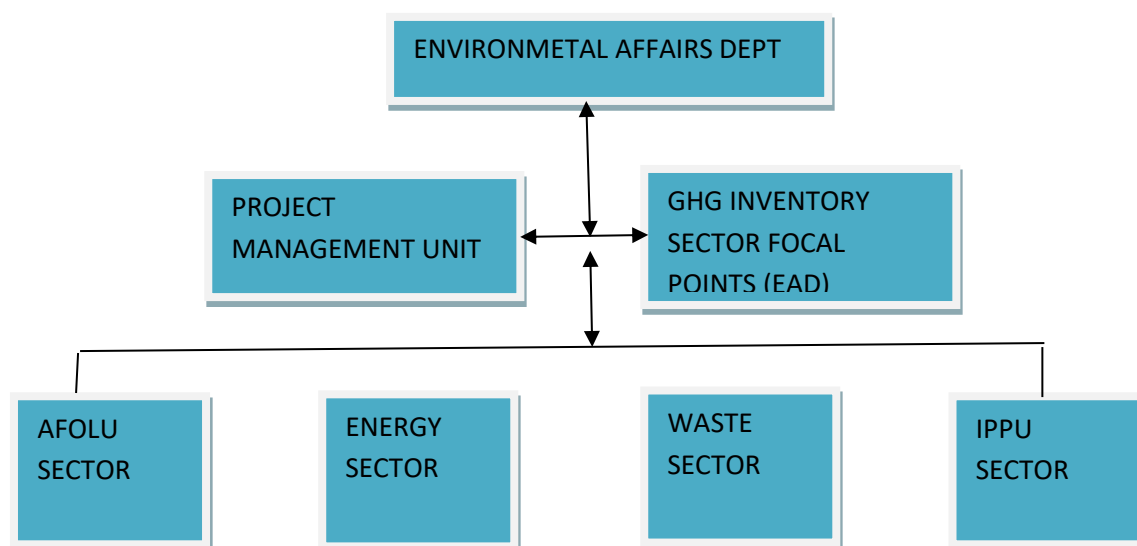 ENVIRONMETAL AFFAIRS DEPT
PROJECT
MANAGEMENT UNIT
GHG INVENTORY
SECTOR FOCAL
POINTS (EAD)
AFOLU
SECTOR
ENERGY
SECTOR
WASTE
SECTOR
IPPU
SECTOR